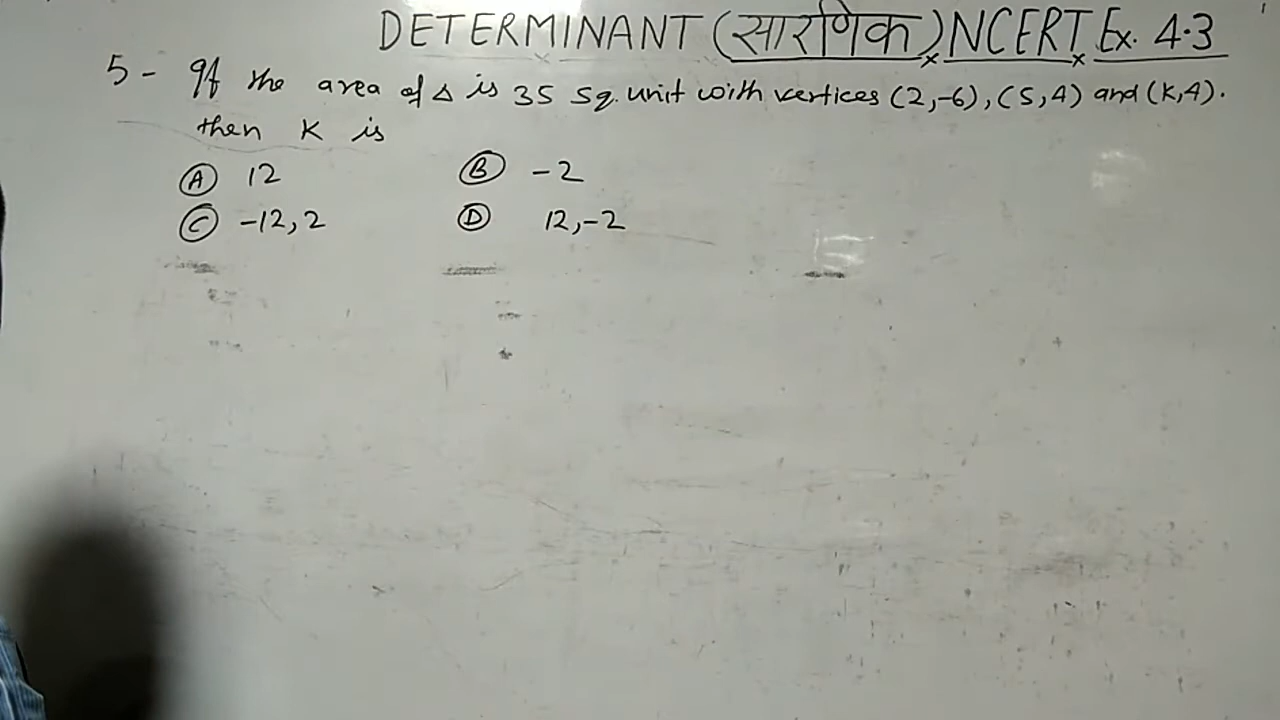 DETERMINANT (सारणिक) NCERT Ex. 4.3
5- If the area of Δ is 35 Sq. unit with vertices (2,-6), (5,4) and (K,4).
then K is
(A) 12 (B) -2
(C) -12, 2 (D) 12, -2